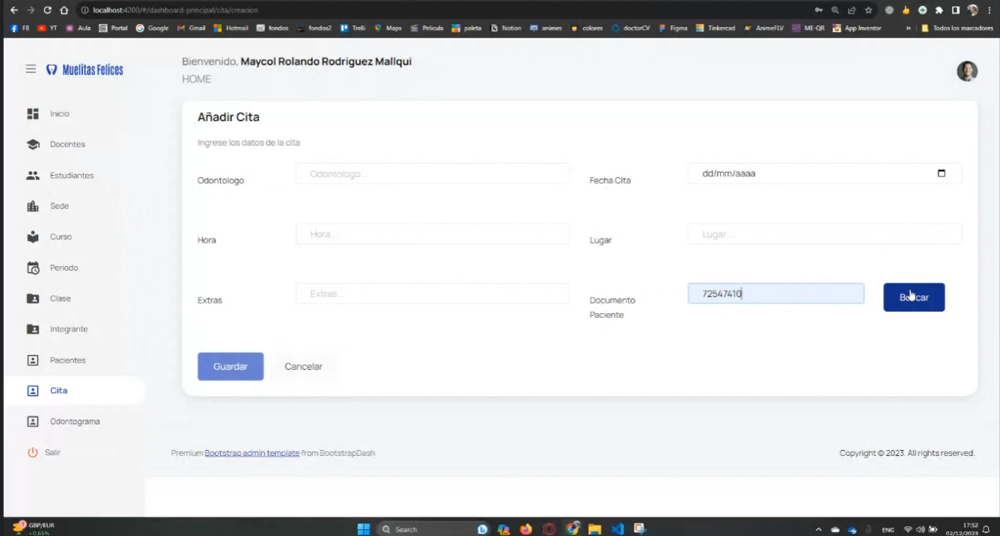 localhost:4200/#/dashboard-principal/cita/creacion
FB YT Aula Portal Google Gmail Hotmail fondos fondos2 Trelli Maps Pelicula paleta Notion animes colores doctorCV Figma Tinkercad AnimeFLV ME-QR App Inventor » Todos los marcadores
Muelitas Felices
Bienvenido, Maycol Rolando Rodriguez Mallqui
HOME
Inicio
Docentes
Estudiantes
Sede
Curso
Periodo
Clase
Integrante
Pacientes
Cita
Odontograma
Salir
Añadir Cita
Ingrese los datos de la cita
Odontologo
Odontologo ...
Fecha Cita
dd/mm/aaaa
Hora
Hora ...
Lugar
Lugar ...
Extras
Extras ...
Documento
Paciente
72547410
Buscar
Guardar
Cancelar
Premium Bootstrap admin template from BootstrapDash
Copyright © 2023. All rights reserved.
GBP/EUR
+0.65%
Search
ENG
17:52
02/12/2023